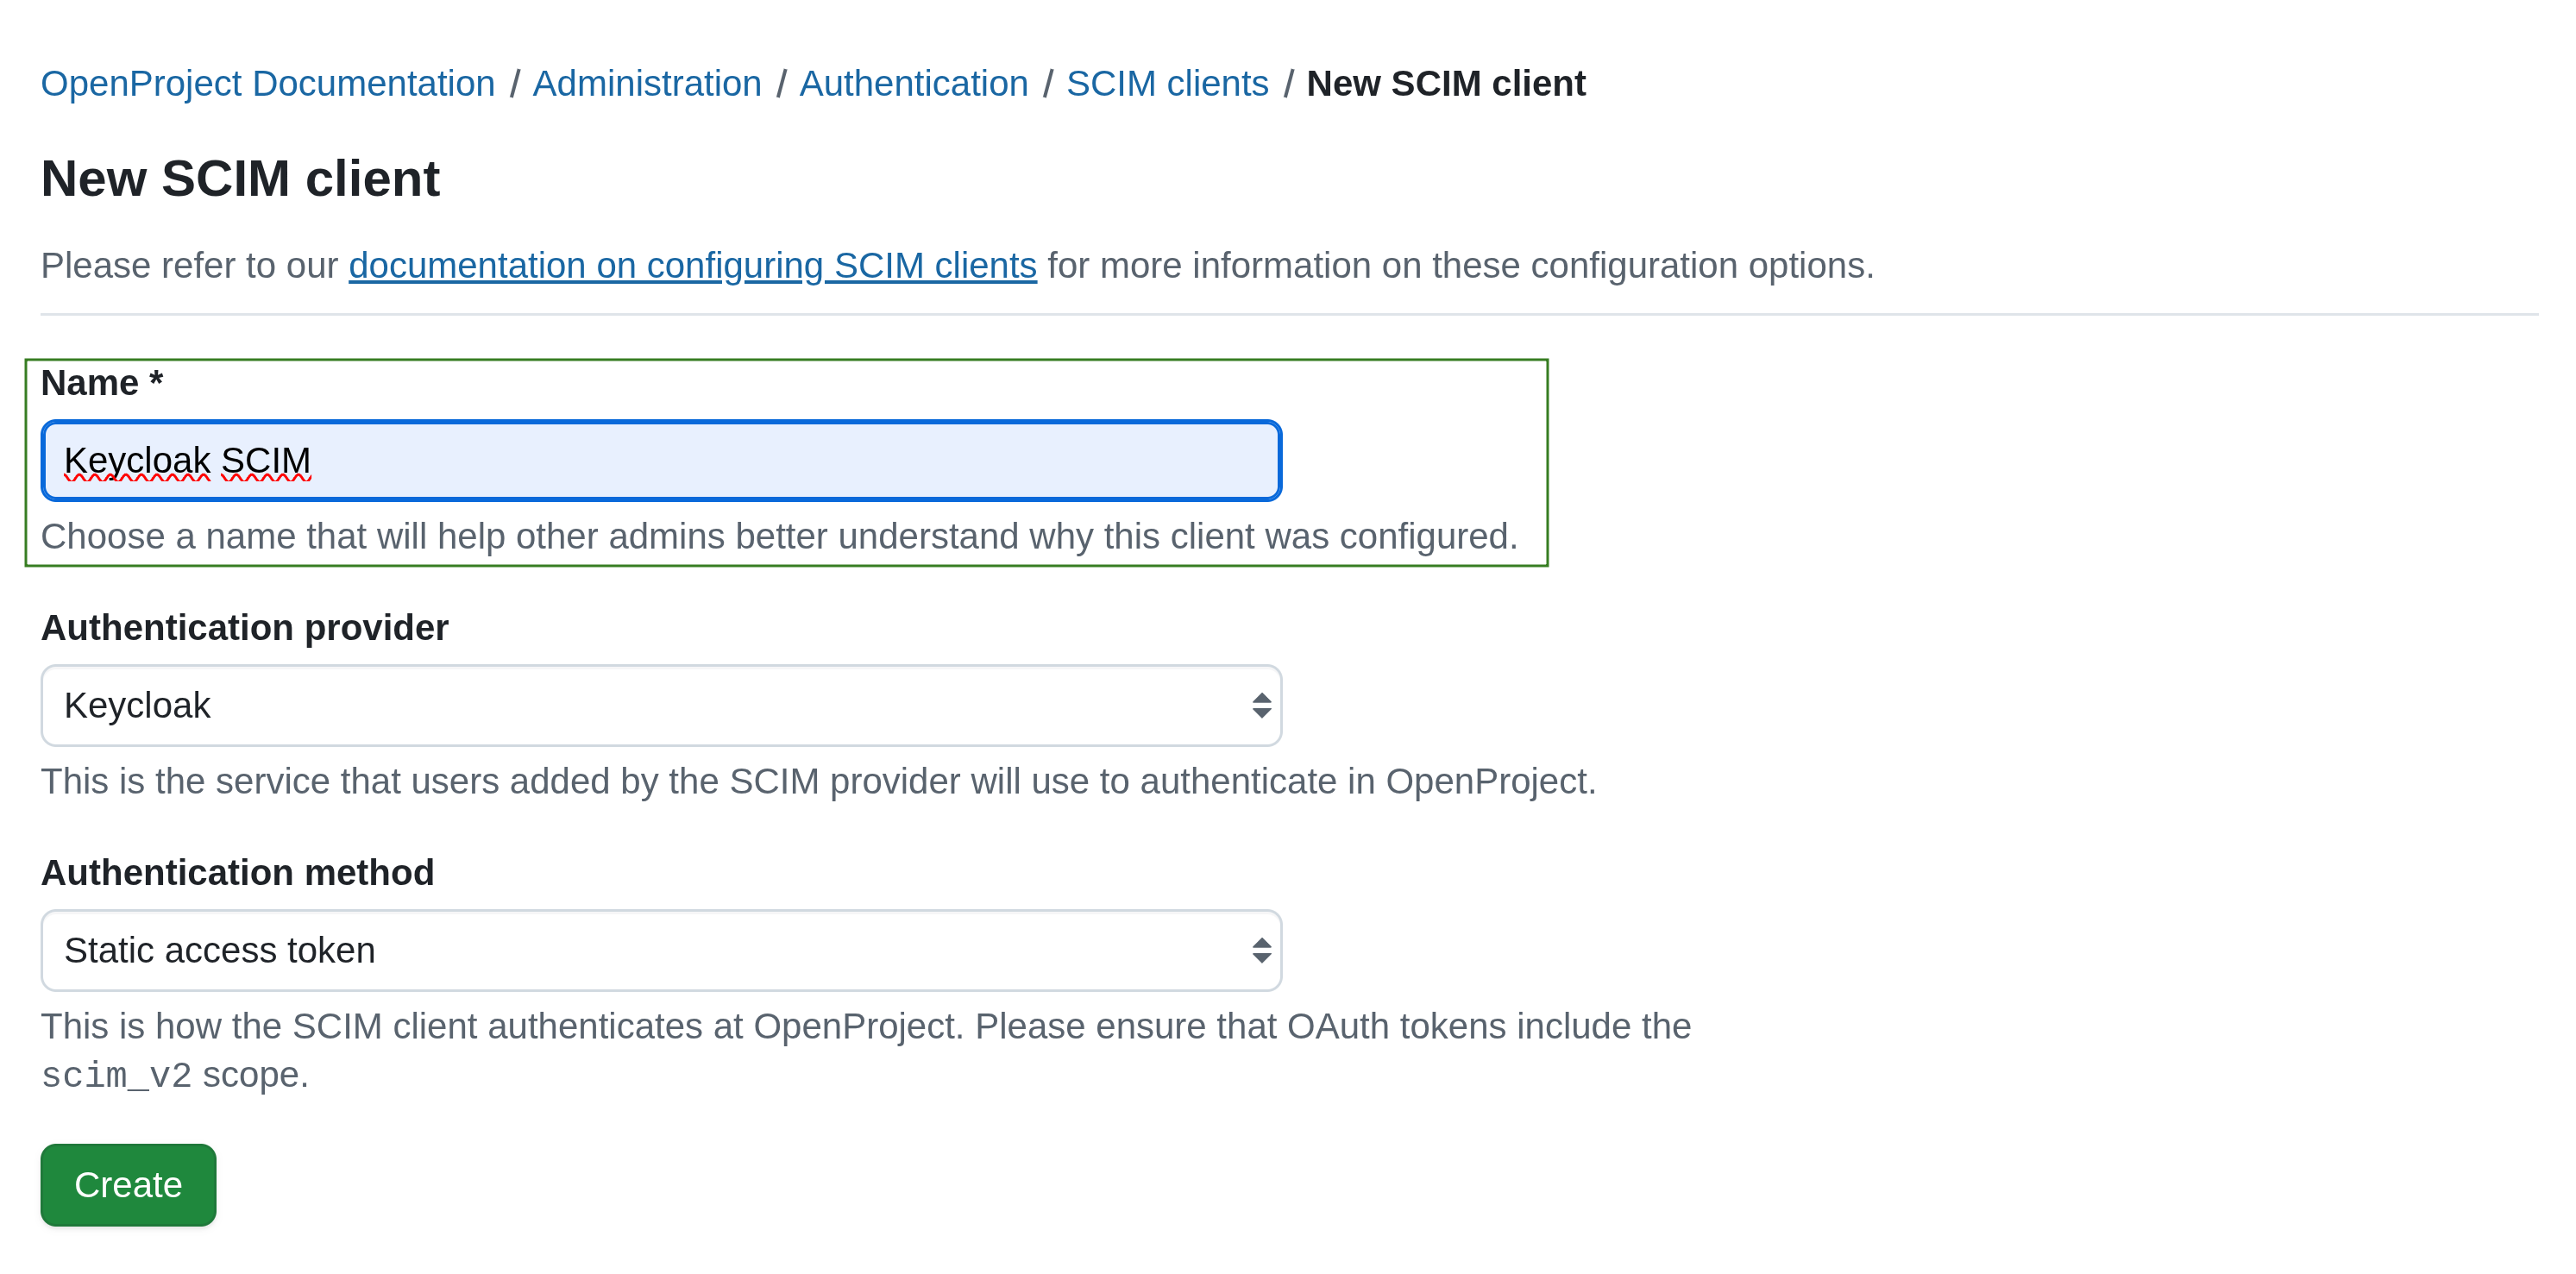 OpenProject Documentation / Administration / Authentication / SCIM clients / New SCIM client
New SCIM client
Please refer to our documentation on configuring SCIM clients for more information on these configuration options.
Name *
Keycloak SCIM
Choose a name that will help other admins better understand why this client was configured.
Authentication provider
Keycloak
This is the service that users added by the SCIM provider will use to authenticate in OpenProject.
Authentication method
Static access token
This is how the SCIM client authenticates at OpenProject. Please ensure that OAuth tokens include the
scim_v2 scope.
Create